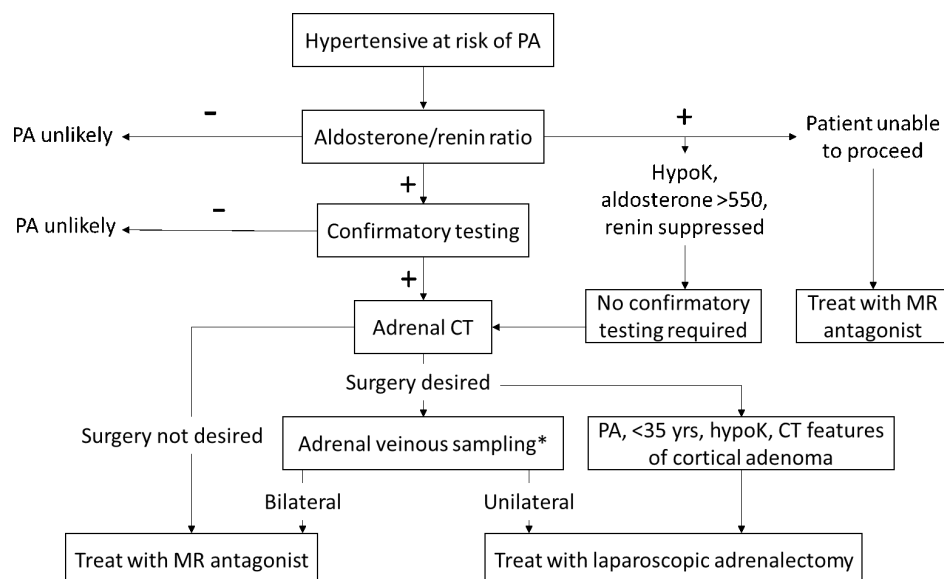 Hypertensive at risk of PA
-
+
PA unlikely
Aldosterone/renin ratio
Patient unable
to proceed
+
HypoK,
aldosterone >550,
renin suppressed
-
PA unlikely
Confirmatory testing
+
Adrenal CT
No confirmatory
testing required
Treat with MR
antagonist
Surgery desired
Surgery not desired
Adrenal veinous sampling*
PA, <35 yrs, hypoK, CT features
of cortical adenoma
Bilateral
Unilateral
Treat with MR antagonist
Treat with laparoscopic adrenalectomy